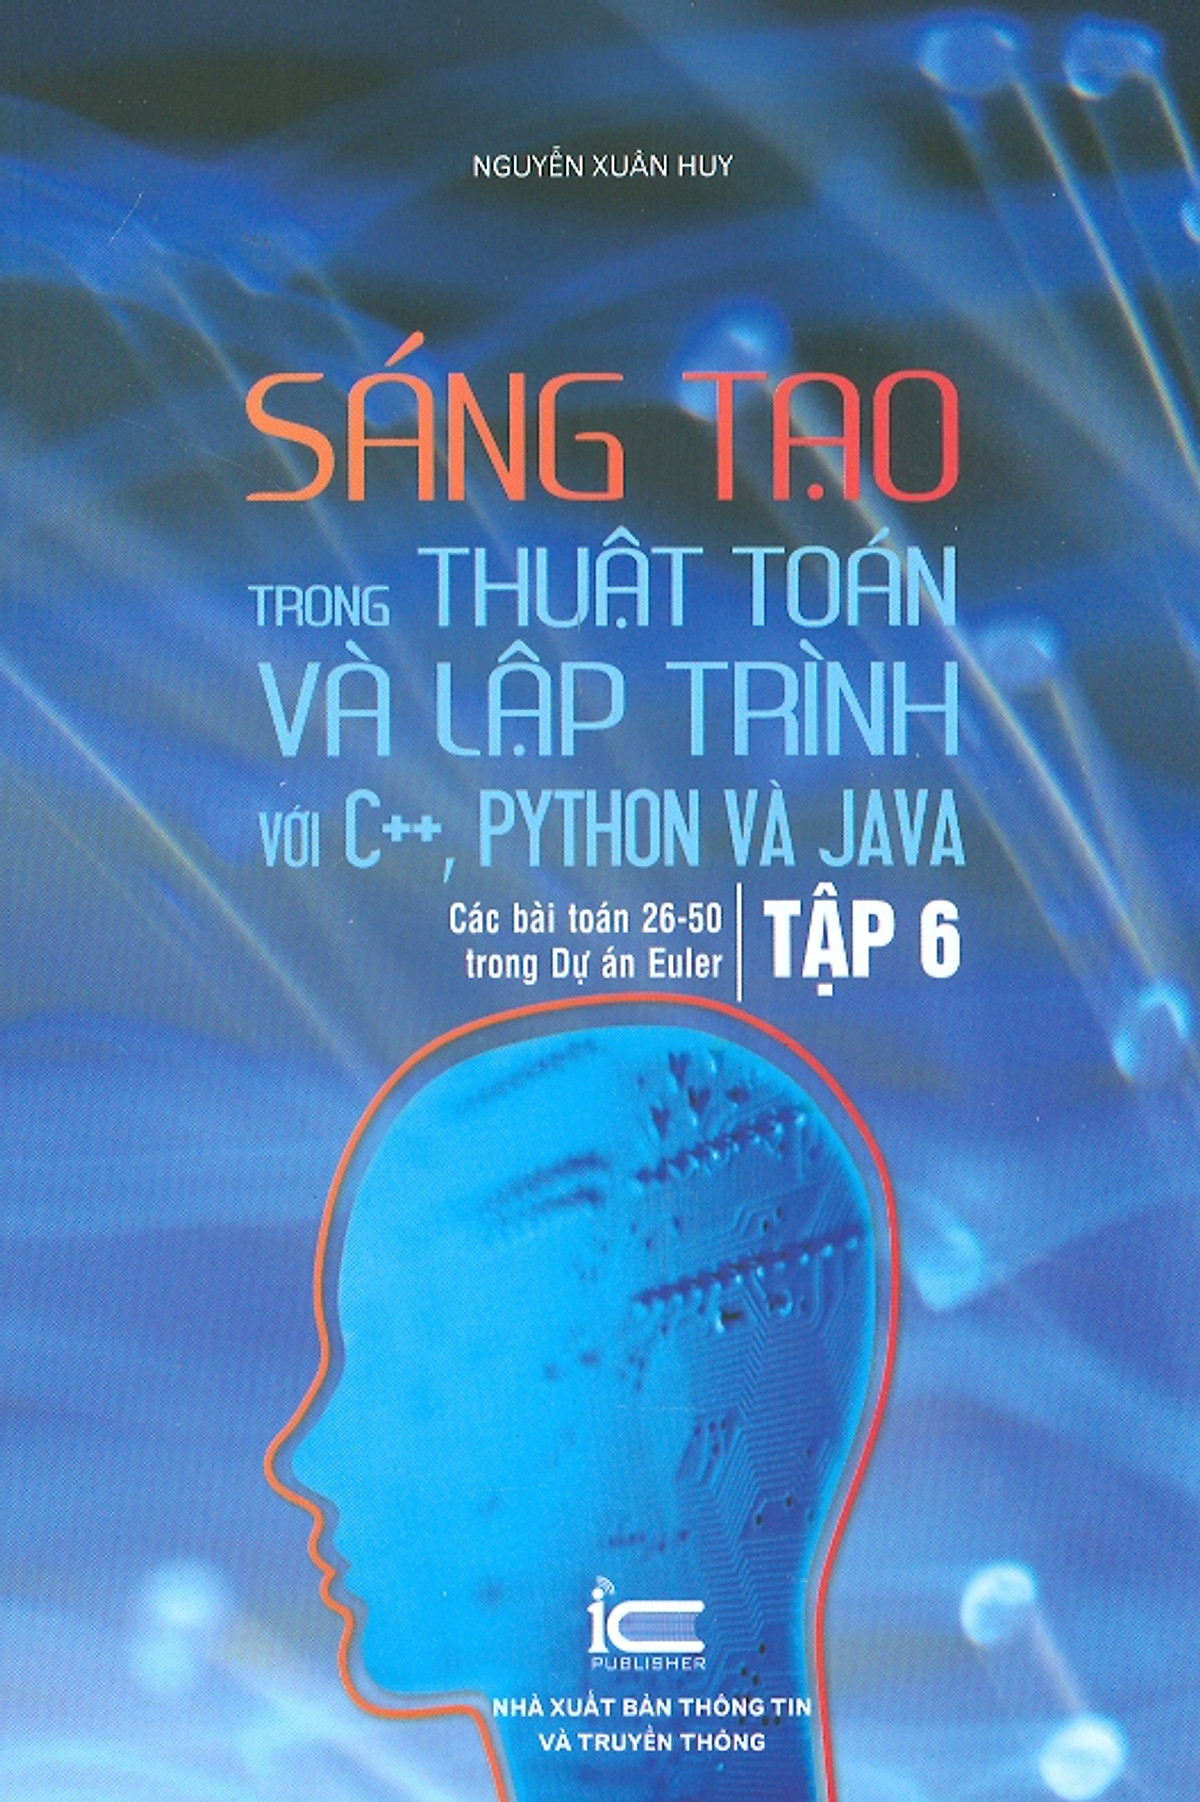 NGUYỄN XUÂN HUY
SÁNG TẠO
TRONG THUẬT TOÁN
VÀ LẬP TRÌNH
VỚI C++, PYTHON VÀ JAVA
Các bài toán 26-50
trong Dự án Euler
TẬP 6
iC
PUBLISHER
NHÀ XUẤT BẢN THÔNG TIN
VÀ TRUYỀN THÔNG